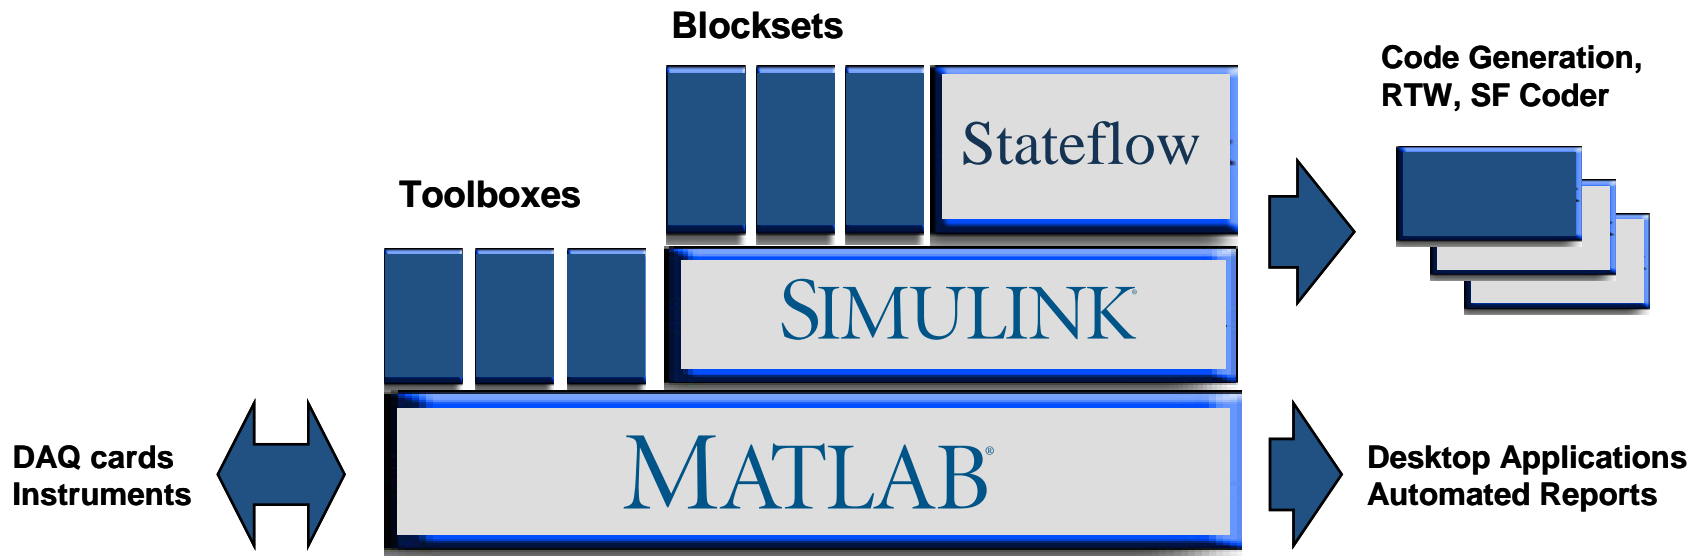 Blocksets
Code Generation,
RTW, SF Coder
Stateflow
Toolboxes
SIMULINK®
DAQ cards
Instruments
MATLAB®
Desktop Applications
Automated Reports